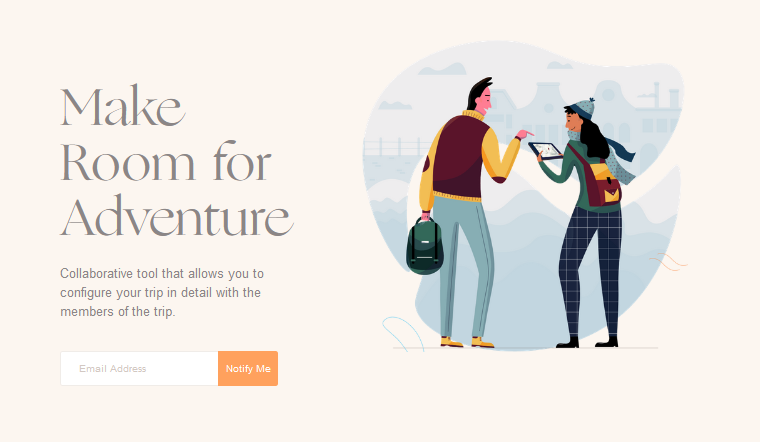 Make
Room for
Adventure
Collaborative tool that allows you to
configure your trip in detail with the
members of the trip.
Email Address
Notify Me